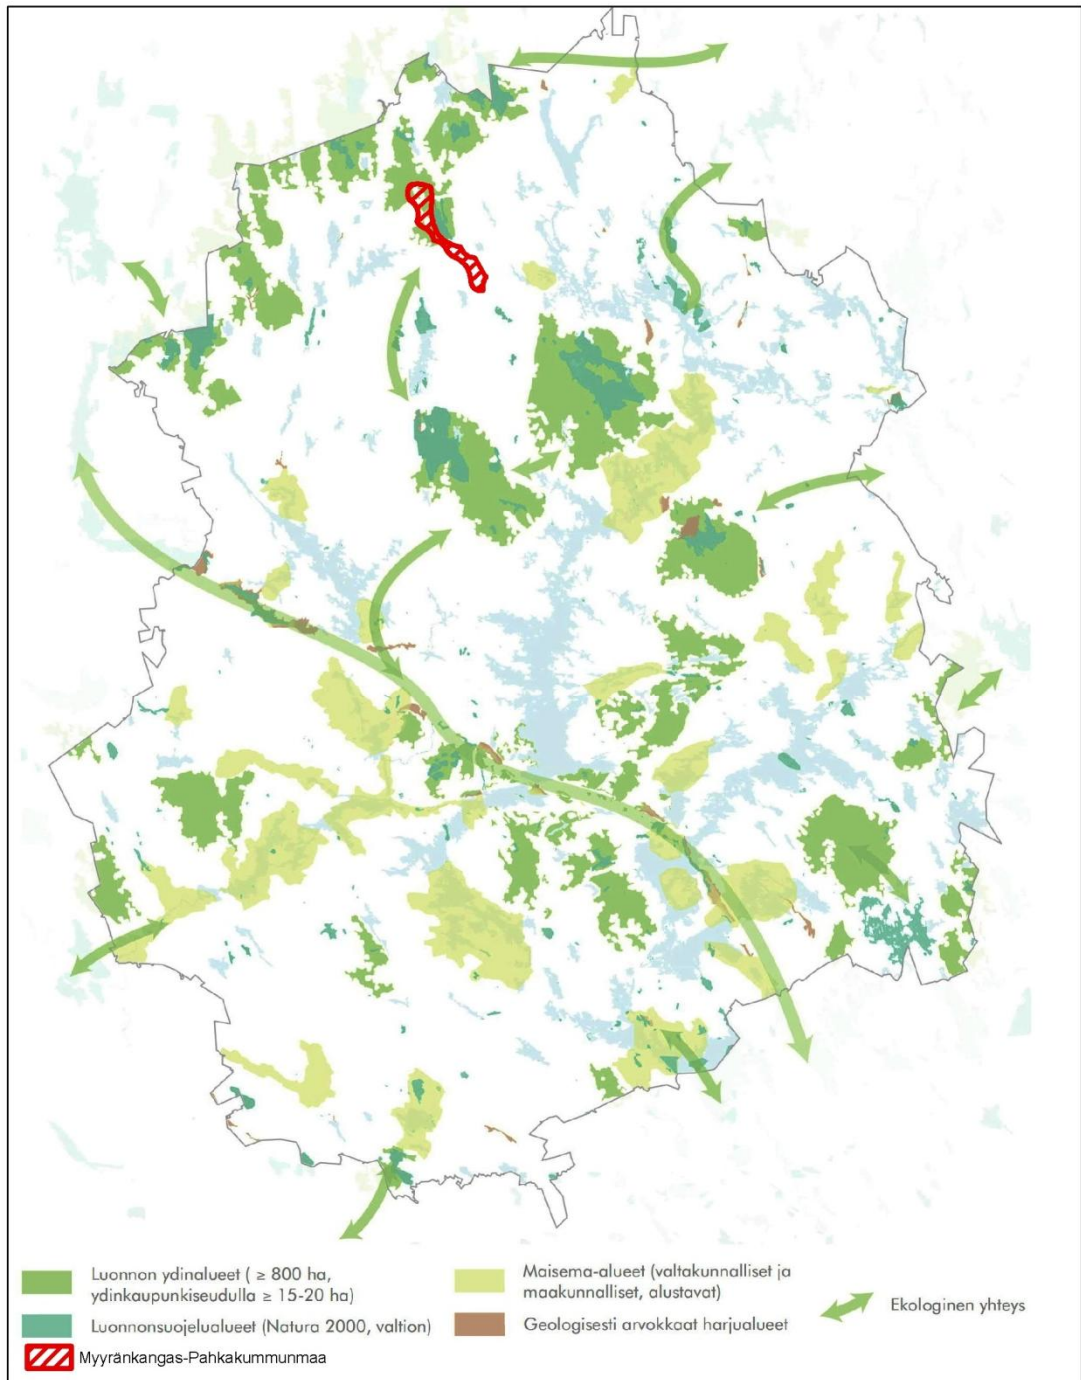 Luonnon ydinalueet ( ≥ 800 ha,
ydinkaupunkiseudulla ≥ 15-20 ha)
Luonnonsuojelualueet (Natura 2000, valtion)
Myyränkangas-Pahkakummunmaa
Maisema-alueet (valtakunnalliset ja
maakunnalliset, alustavat)
Geologisesti arvokkaat harjualueet
Ekologinen yhteys